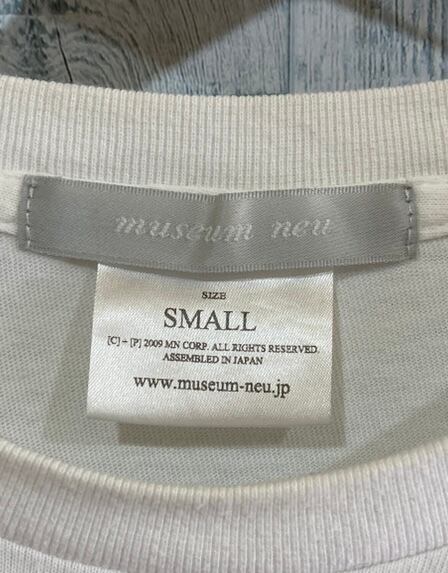 museum neu
SIZE
SMALL
[C] + [P] 2009 MN CORP. ALL RIGHTS RESERVED.
ASSEMBLED IN JAPAN
www.museum-neu.jp